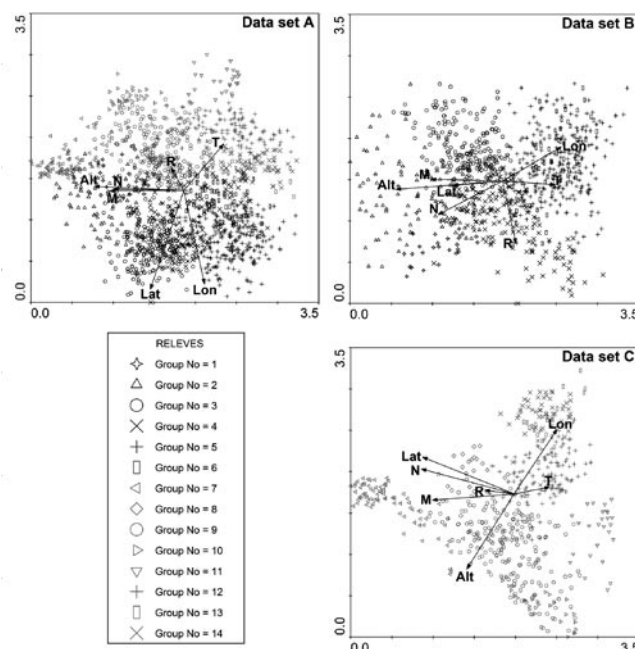 3.5
Data set A
T
R
Alt
N
M
Lat
Lon
0.0
0.0
3.5
3.5
Data set B
Lon
M
Alt
Lat
T
N
R
0.0
0.0
3.5
RELEVES
Group No = 1
Group No = 2
Group No = 3
Group No = 4
Group No = 5
Group No = 6
Group No = 7
Group No = 8
Group No = 9
Group No = 10
Group No = 11
Group No = 12
Group No = 13
Group No = 14
3.5
Data set C
Lon
Lat
N
T
R
M
Alt
0.0
0.0
3.5